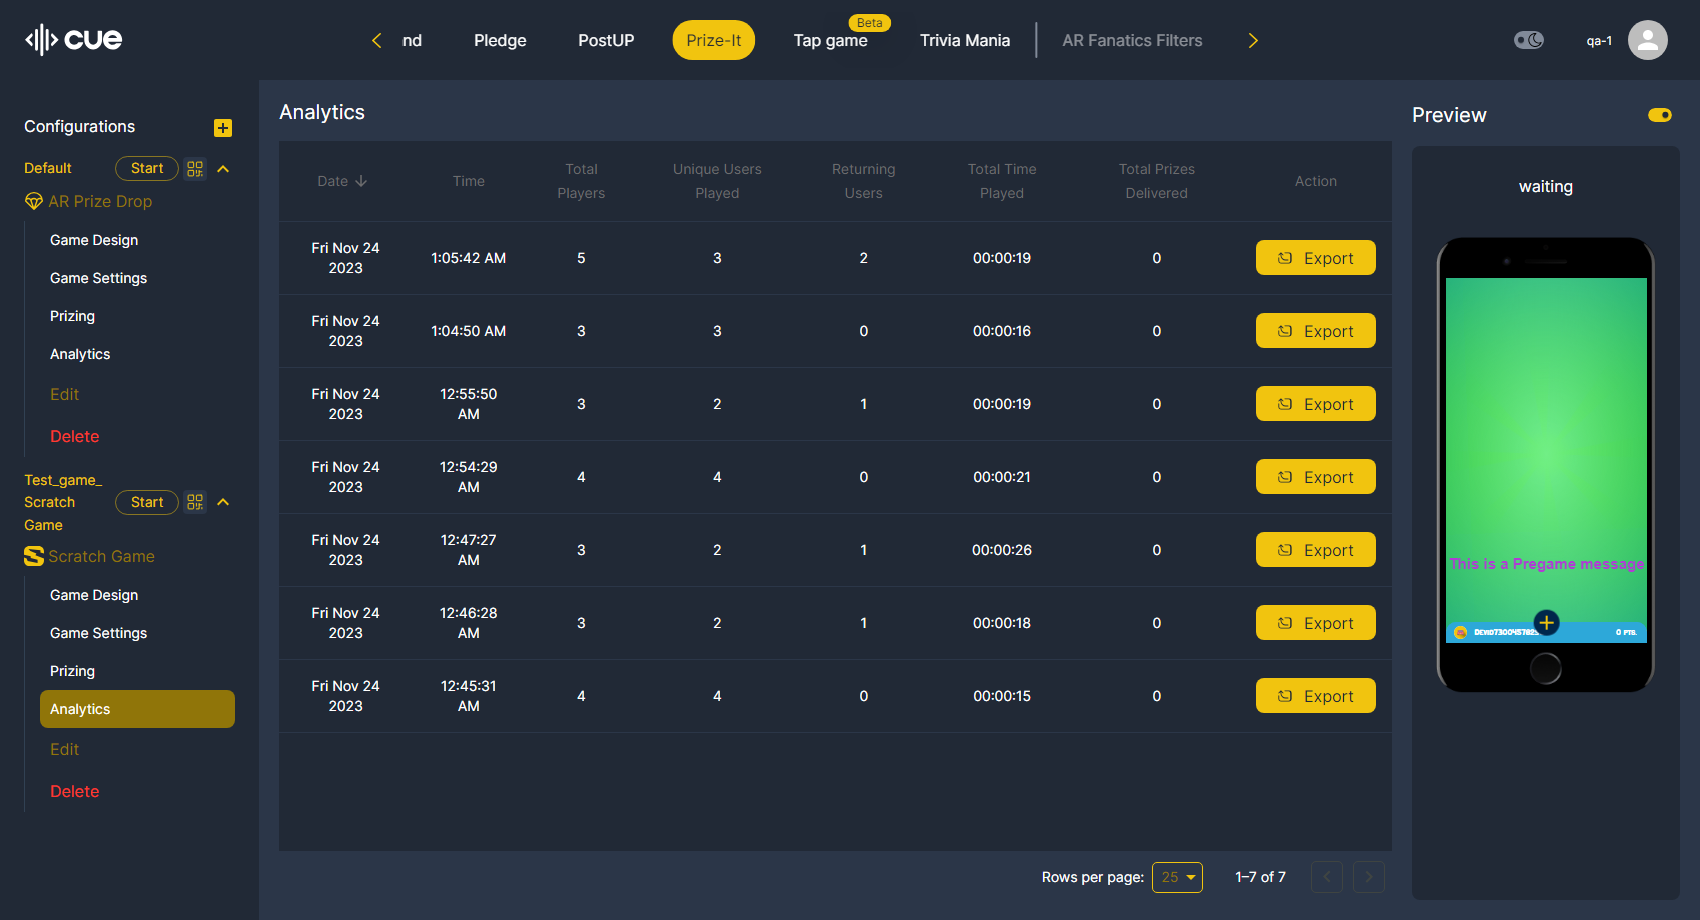 cue
nd
Pledge
PostUP
Prize-It
Beta
Tap game
Trivia Mania
AR Fanatics Filters
qa-1
Configurations
Default
Start
AR Prize Drop
Game Design
Game Settings
Prizing
Analytics
Edit
Delete
Test_game_
Scratch
Game
Start
Scratch Game
Game Design
Game Settings
Prizing
Analytics
Edit
Delete
Analytics
Date
Time
Total
Players
Unique Users
Played
Returning
Users
Total Time
Played
Total Prizes
Delivered
Action
Fri Nov 24
2023
1:05:42 AM
5
3
2
00:00:19
0
Export
Fri Nov 24
2023
1:04:50 AM
3
3
0
00:00:16
0
Export
Fri Nov 24
2023
12:55:50
AM
3
2
1
00:00:19
0
Export
Fri Nov 24
2023
12:54:29
AM
4
4
0
00:00:21
0
Export
Fri Nov 24
2023
12:47:27
AM
3
2
1
00:00:26
0
Export
Fri Nov 24
2023
12:46:28
AM
3
2
1
00:00:18
0
Export
Fri Nov 24
2023
12:45:31
AM
4
4
0
00:00:15
0
Export
Rows per page:
25
1–7 of 7
Preview
waiting
This is a Pregame message
0 PTS.